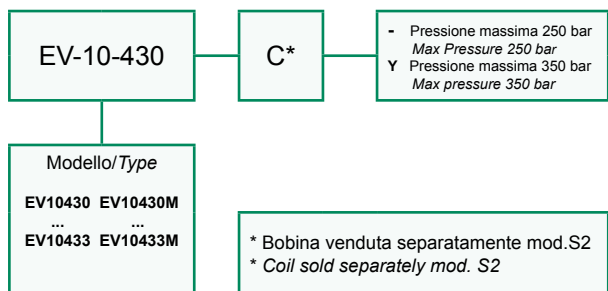 EV-10-430
C*
- Pressione massima 250 bar
Max Pressure 250 bar
Y Pressione massima 350 bar
Max pressure 350 bar
Modello/Type
EV10430 EV10430M
... ...
EV10433 EV10433M
* Bobina venduta separatamente mod.S2
* Coil sold separately mod. S2